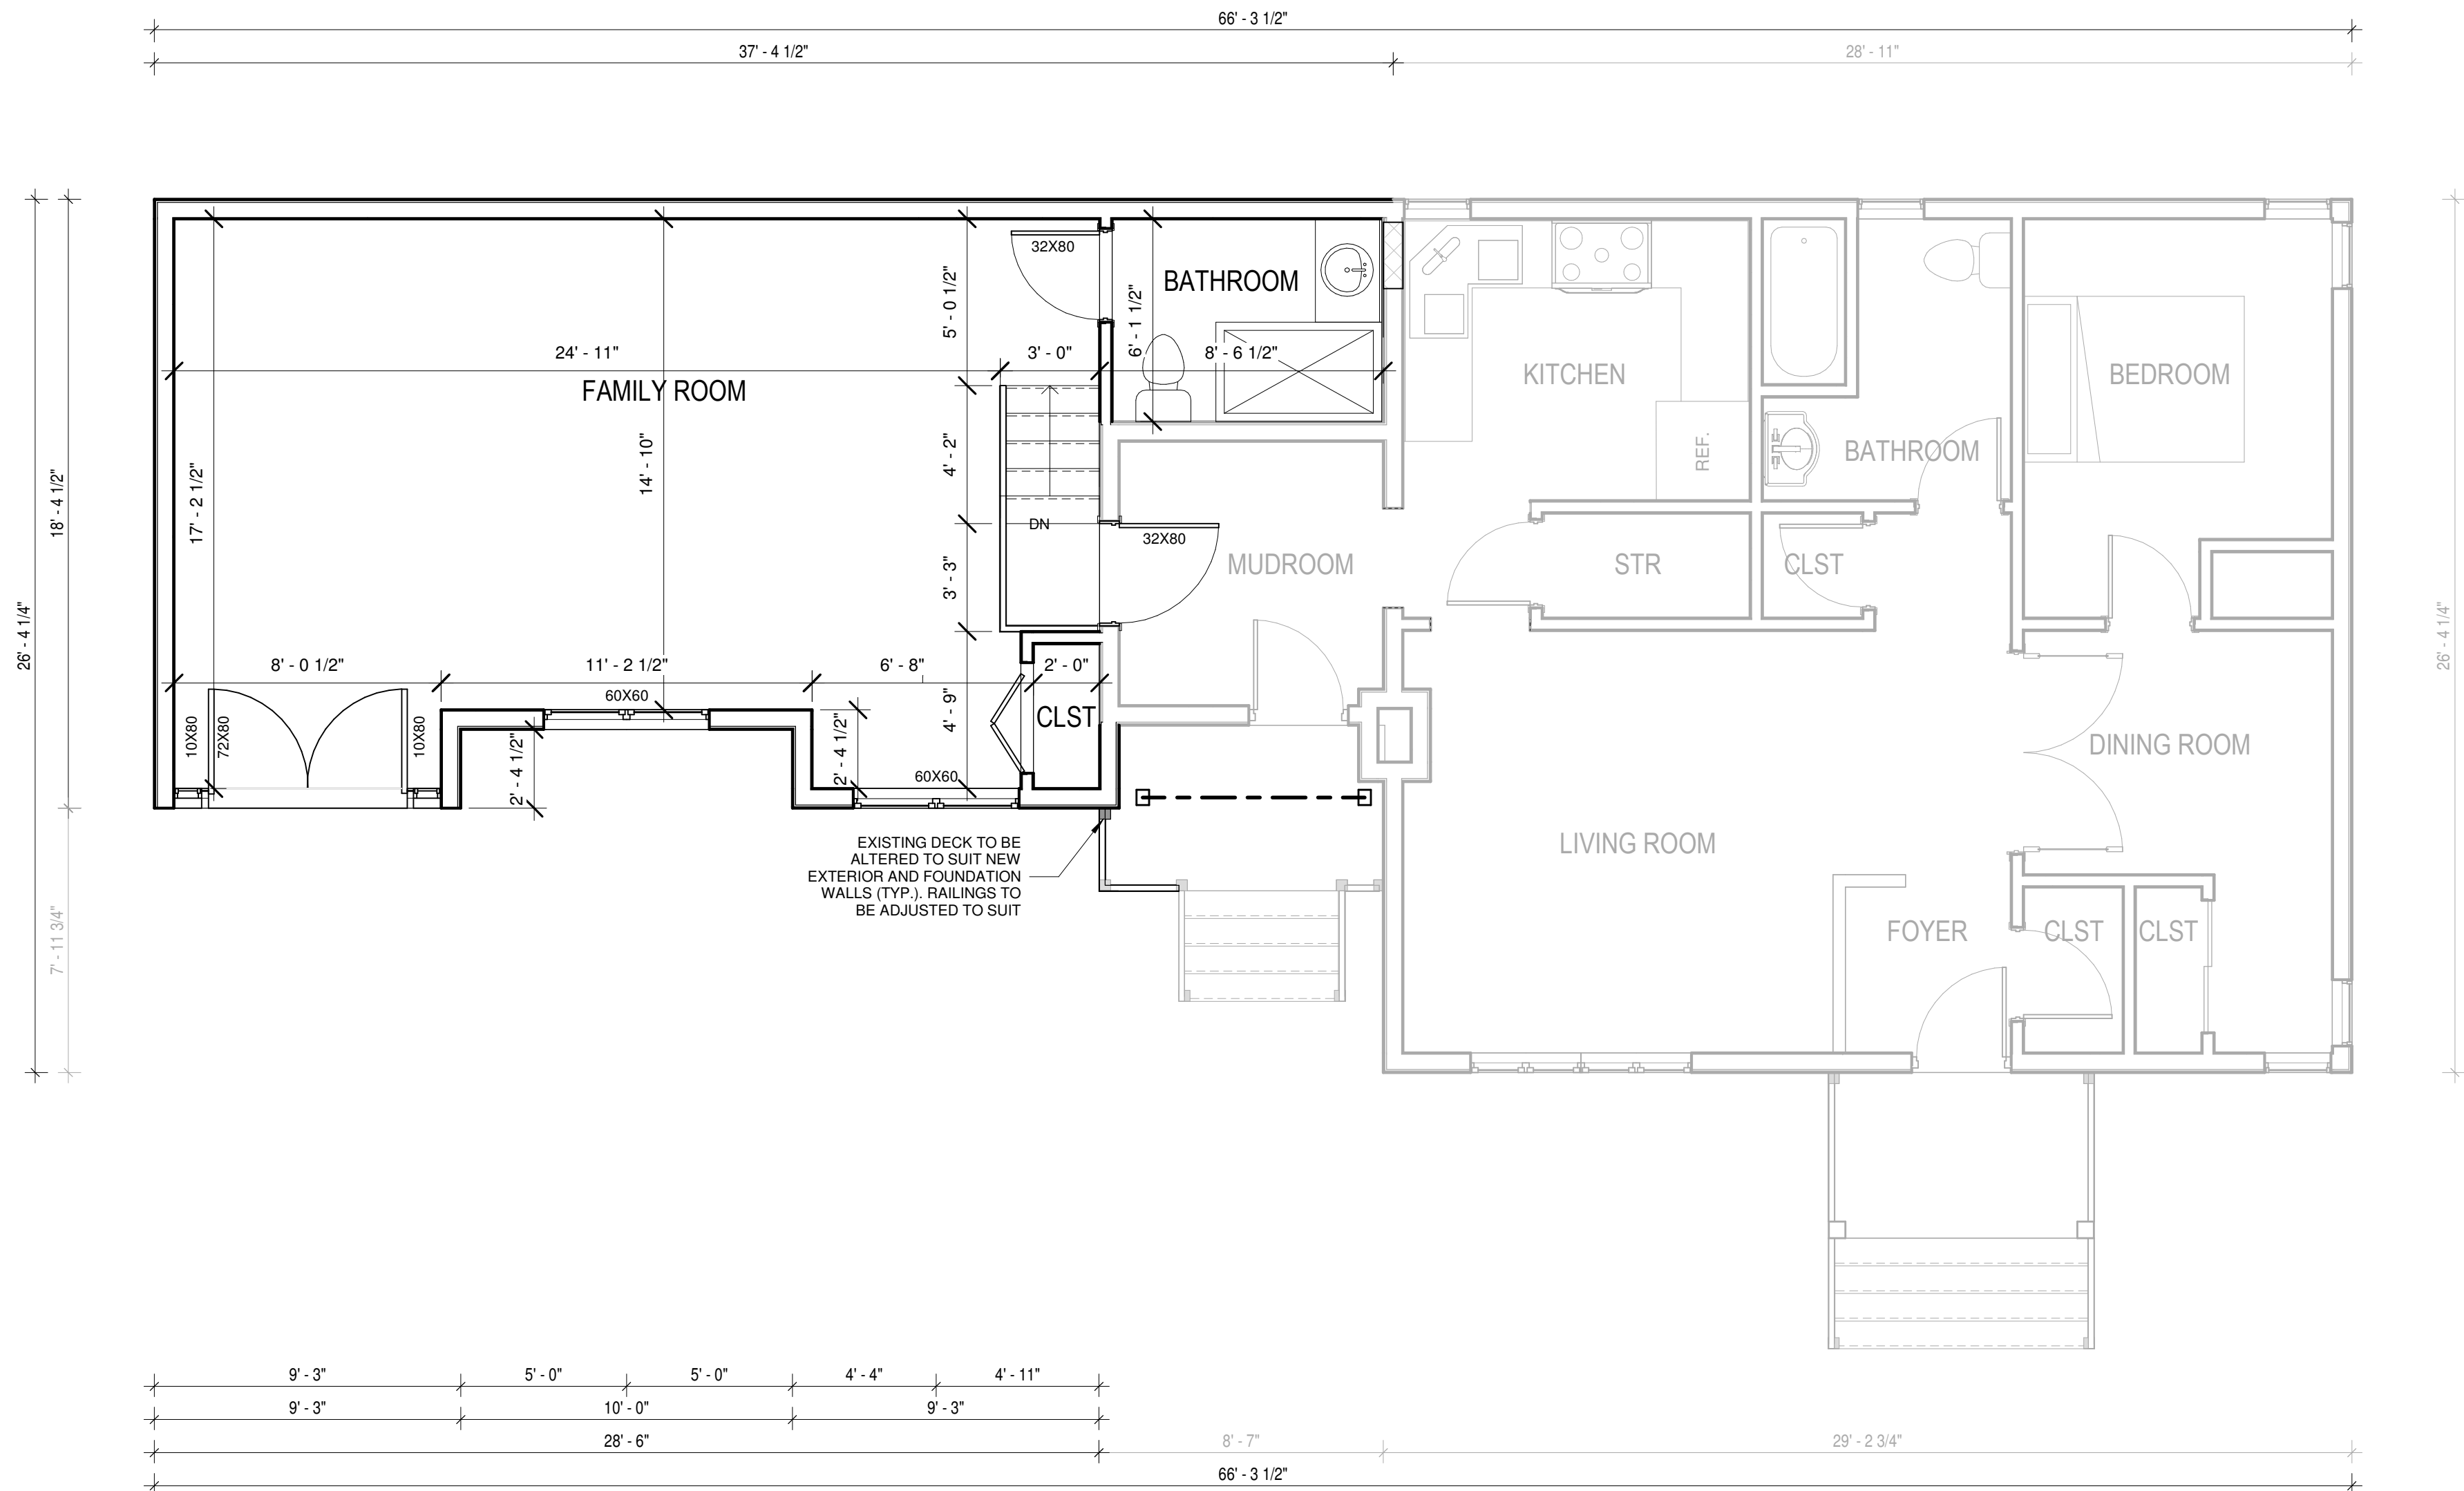 66' - 3 1/2"
37' - 4 1/2"
28' - 11"
32X80
BATHROOM
5' - 0 1/2"
6' - 1 1/2"
24' - 11"
3' - 0"
8' - 6 1/2"
FAMILY ROOM
KITCHEN
BEDROOM
17' - 2 1/2"
14' - 10"
4' - 2"
REF.
BATHROOM
18' - 4 1/2"
26' - 4 1/4"
DN
32X80
MUDROOM
STR
CLST
3' - 3"
26' - 4 1/4"
8' - 0 1/2"
11' - 2 1/2"
6' - 8"
2' - 0"
60X60
10X80
72X80
10X80
2' - 4 1/2"
2' - 4 1/2"
4' - 9"
CLST
60X60
DINING ROOM
EXISTING DECK TO BE
ALTERED TO SUIT NEW
EXTERIOR AND FOUNDATION
WALLS (TYP.). RAILINGS TO
BE ADJUSTED TO SUIT
LIVING ROOM
7' - 11 3/4"
FOYER
CLST
CLST
9' - 3"
5' - 0"
5' - 0"
4' - 4"
4' - 11"
9' - 3"
10' - 0"
9' - 3"
28' - 6"
8' - 7"
29' - 2 3/4"
66' - 3 1/2"